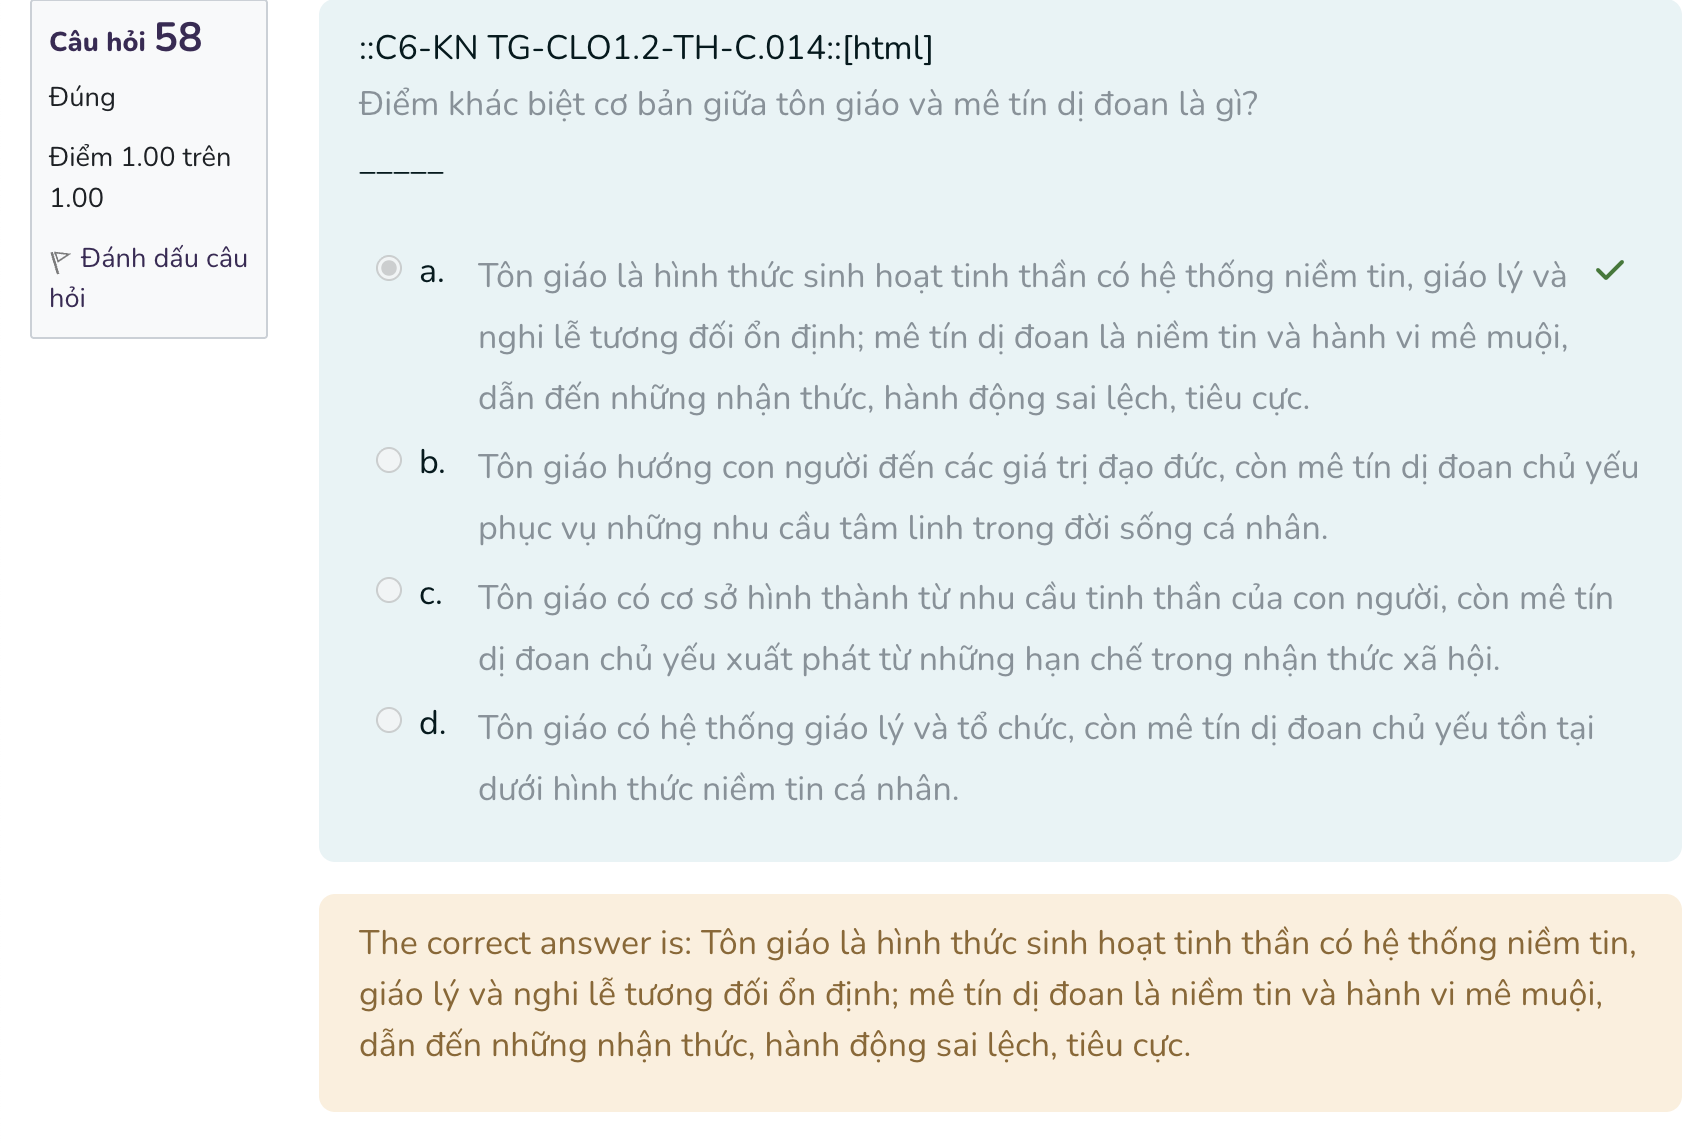 Câu hỏi 58
Đúng
Điểm 1.00 trên
1.00
Đánh dấu câu
hỏi
::C6-KN TG-CLO1.2-TH-C.014::[html]
Điểm khác biệt cơ bản giữa tôn giáo và mê tín dị đoan là gì?
_____
a. Tôn giáo là hình thức sinh hoạt tinh thần có hệ thống niềm tin, giáo lý và
nghi lễ tương đối ổn định; mê tín dị đoan là niềm tin và hành vi mê muội,
dẫn đến những nhận thức, hành động sai lệch, tiêu cực.
b. Tôn giáo hướng con người đến các giá trị đạo đức, còn mê tín dị đoan chủ yếu
phục vụ những nhu cầu tâm linh trong đời sống cá nhân.
c. Tôn giáo có cơ sở hình thành từ nhu cầu tinh thần của con người, còn mê tín
dị đoan chủ yếu xuất phát từ những hạn chế trong nhận thức xã hội.
d. Tôn giáo có hệ thống giáo lý và tổ chức, còn mê tín dị đoan chủ yếu tồn tại
dưới hình thức niềm tin cá nhân.
The correct answer is: Tôn giáo là hình thức sinh hoạt tinh thần có hệ thống niềm tin,
giáo lý và nghi lễ tương đối ổn định; mê tín dị đoan là niềm tin và hành vi mê muội,
dẫn đến những nhận thức, hành động sai lệch, tiêu cực.